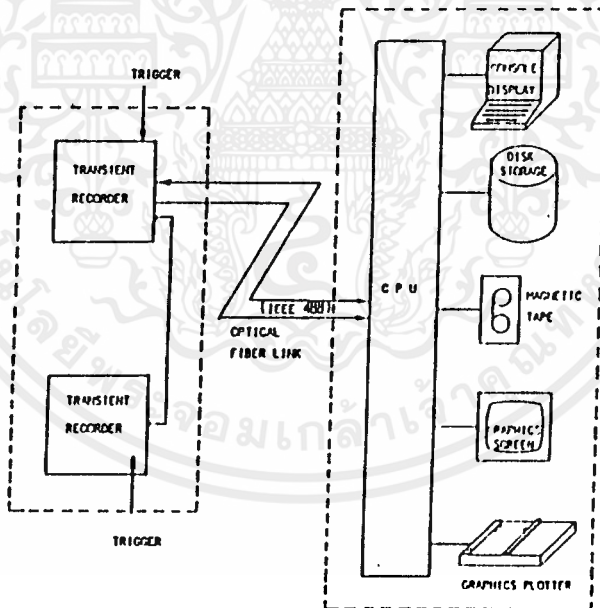 TRIGGER
TRANSIENT
RECORDER
TRANSIENT
RECORDER
TRIGGER
(IEEE 488)
OPTICAL
FIBER LINK
CPU
CONSOLE
DISPLAY
DISK
STORAGE
MAGNETIC
TAPE
GRAPHICS
SCREEN
GRAPHICS PLOTTER